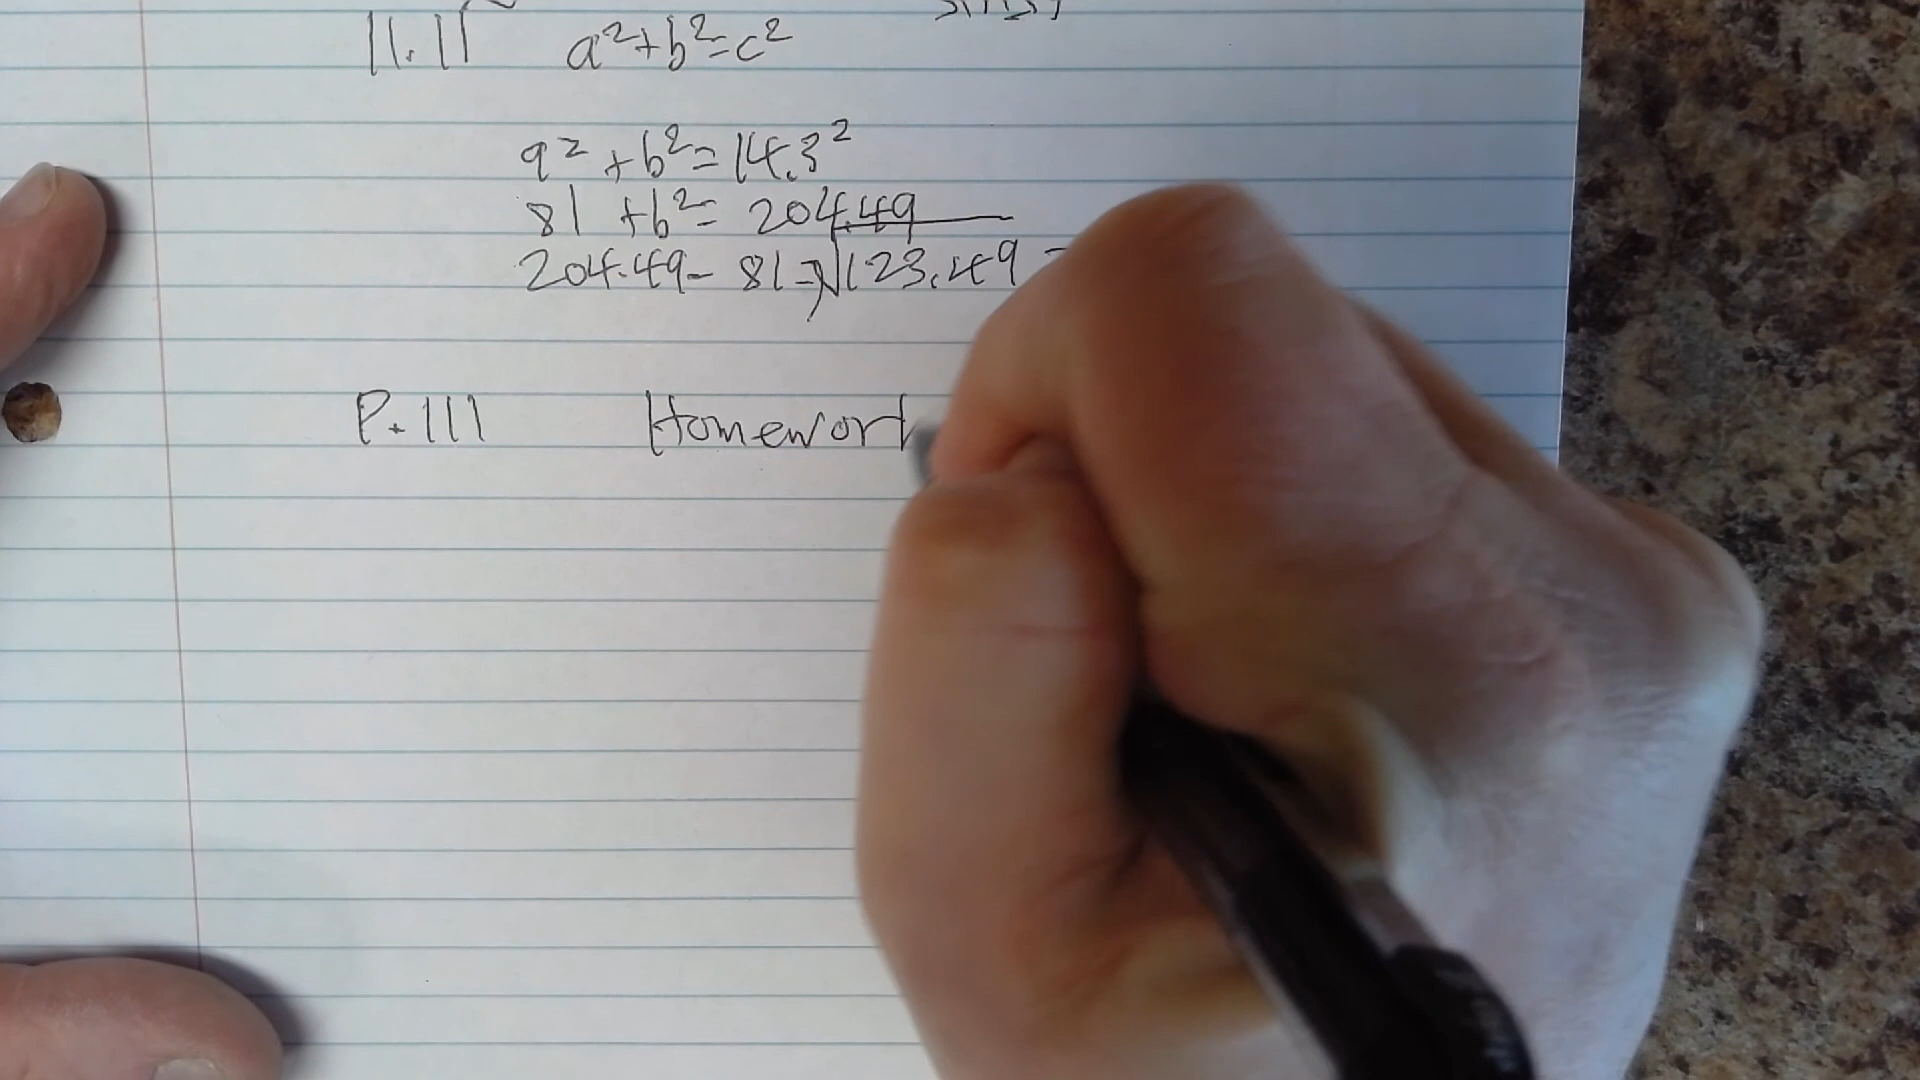 11.11 a²+b²=c²
9² +b²= 14.3²
81 +b²= 204.49
204.49- 81=√123.49 =
P. 111 Homework